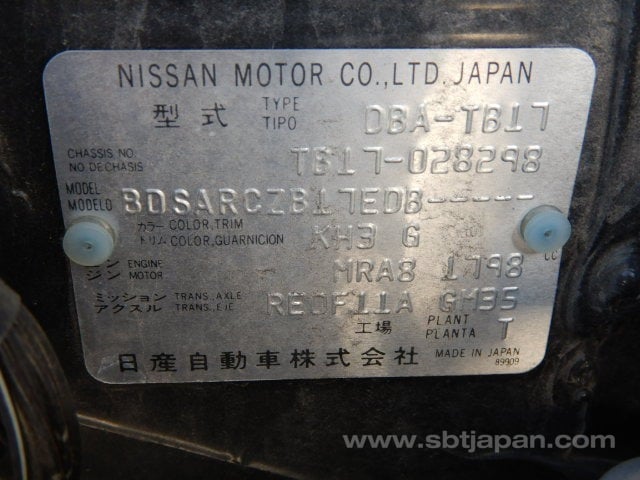 NISSAN MOTOR CO.,LTD. JAPAN
型式 TYPE TIPO DBA-TB17
CHASSIS NO. NO.DECHASIS TB17-028298
MODEL MODELO BDSARCZB17EDB-----
カラー COLOR,TRIM トリム COLOR,GUARNICION KH3 G
ン ENGINE ジン MOTOR MRA8 1798 CC
ミッション TRANS.,AXLE アクスル TRANS.,EJE RE0F11A GM35
工場 PLANT PLANTA T
日産自動車株式会社 MADE IN JAPAN
89909
www.sbtjapan.com